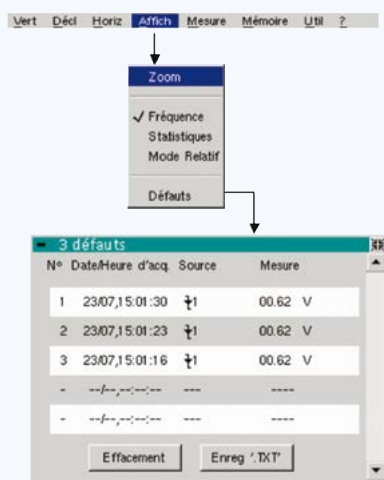 Vert Décl Horiz Affich Mesure Mémoire Util ?
Zoom
✓ Fréquence
Statistiques
Mode Relatif
Défauts
3 défauts
N° Date/Heure d'acq. Source Mesure
1 23/07,15:01:30 1 00.62 V
2 23/07,15:01:23 1 00.62 V
3 23/07,15:01:16 1 00.62 V
- --/--,--:--:-- --- ----
- --/--,--:--:-- --- ----
Effacement Enreg '.TXT'